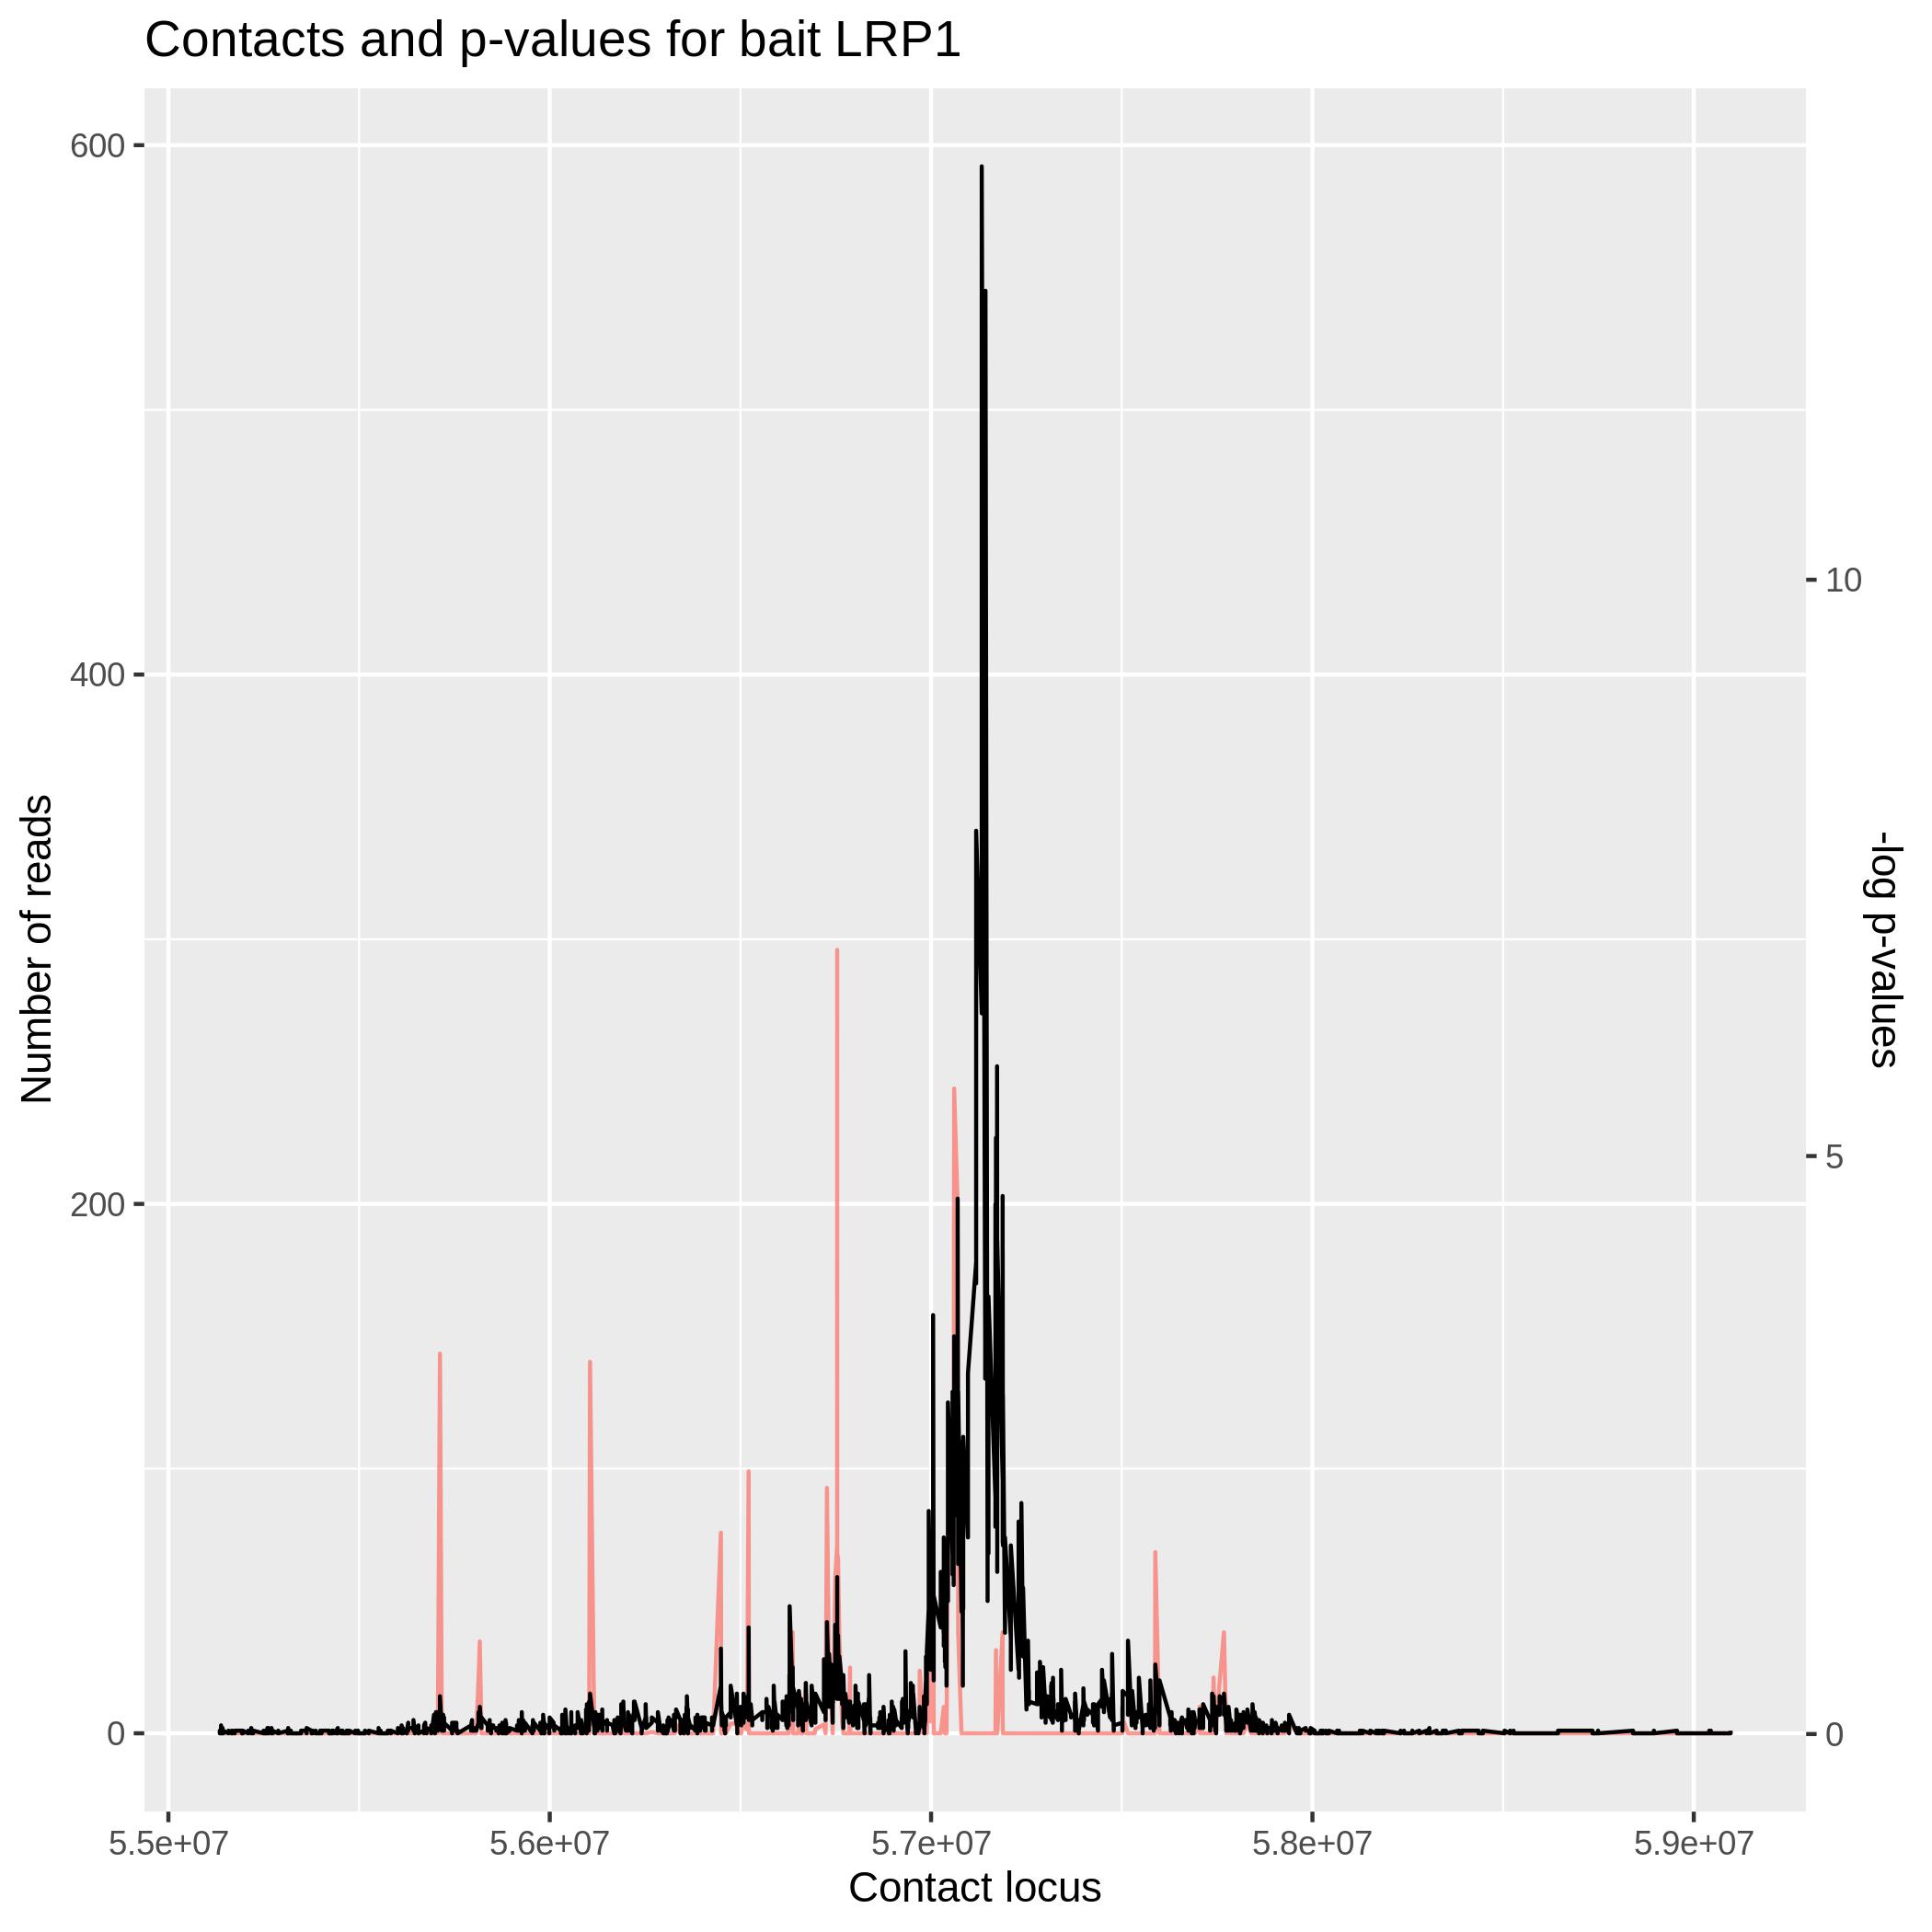 Contacts and p-values for bait LRP1
600
400
200
0
Number of reads
10
5
0
-log p-values
5.5e+07
5.6e+07
5.7e+07
5.8e+07
5.9e+07
Contact locus